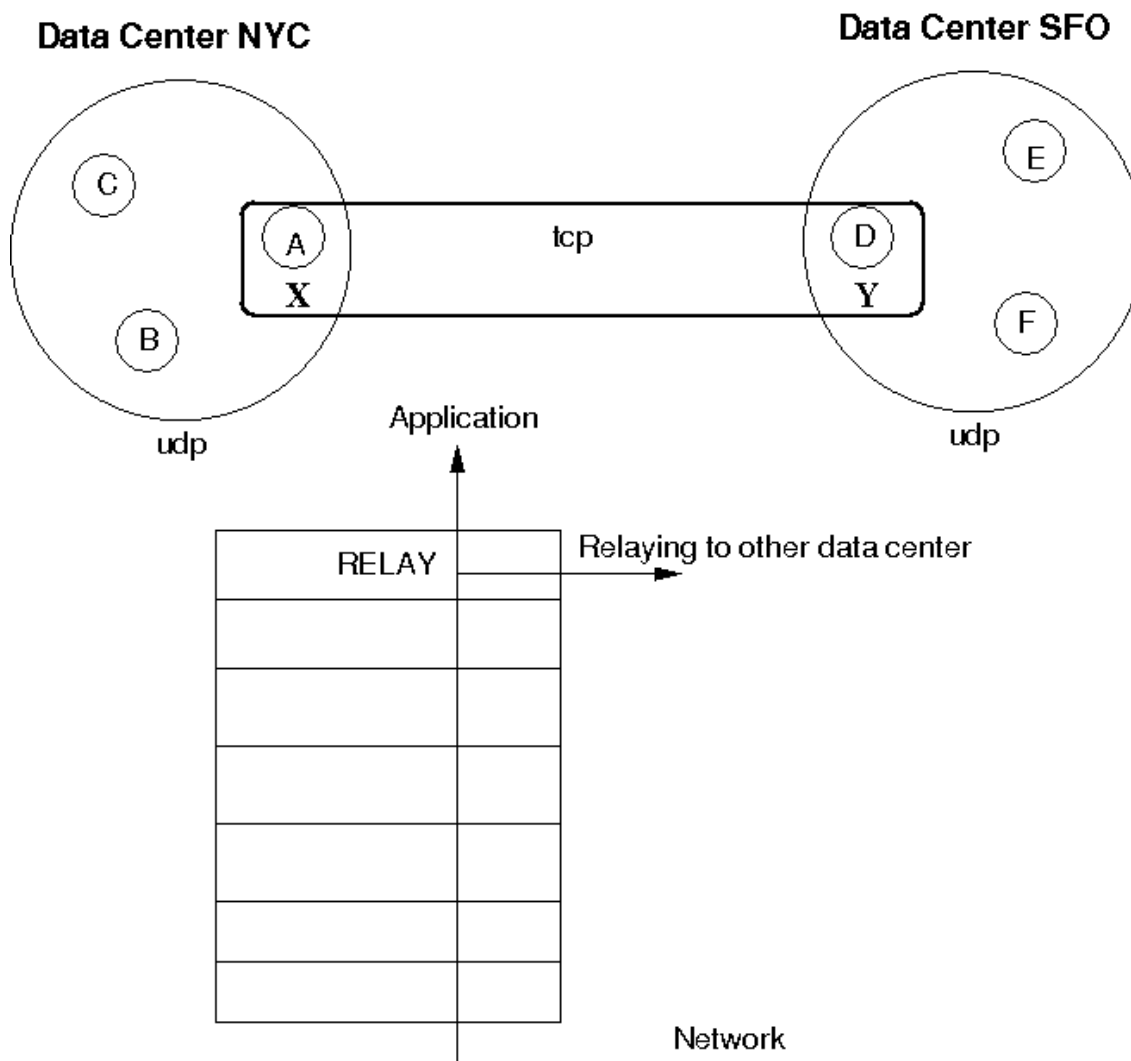 Data Center NYC
Data Center SFO
C
E
A
tcp
D
X
Y
B
F
udp
udp
Application
RELAY
Relaying to other data center
Network